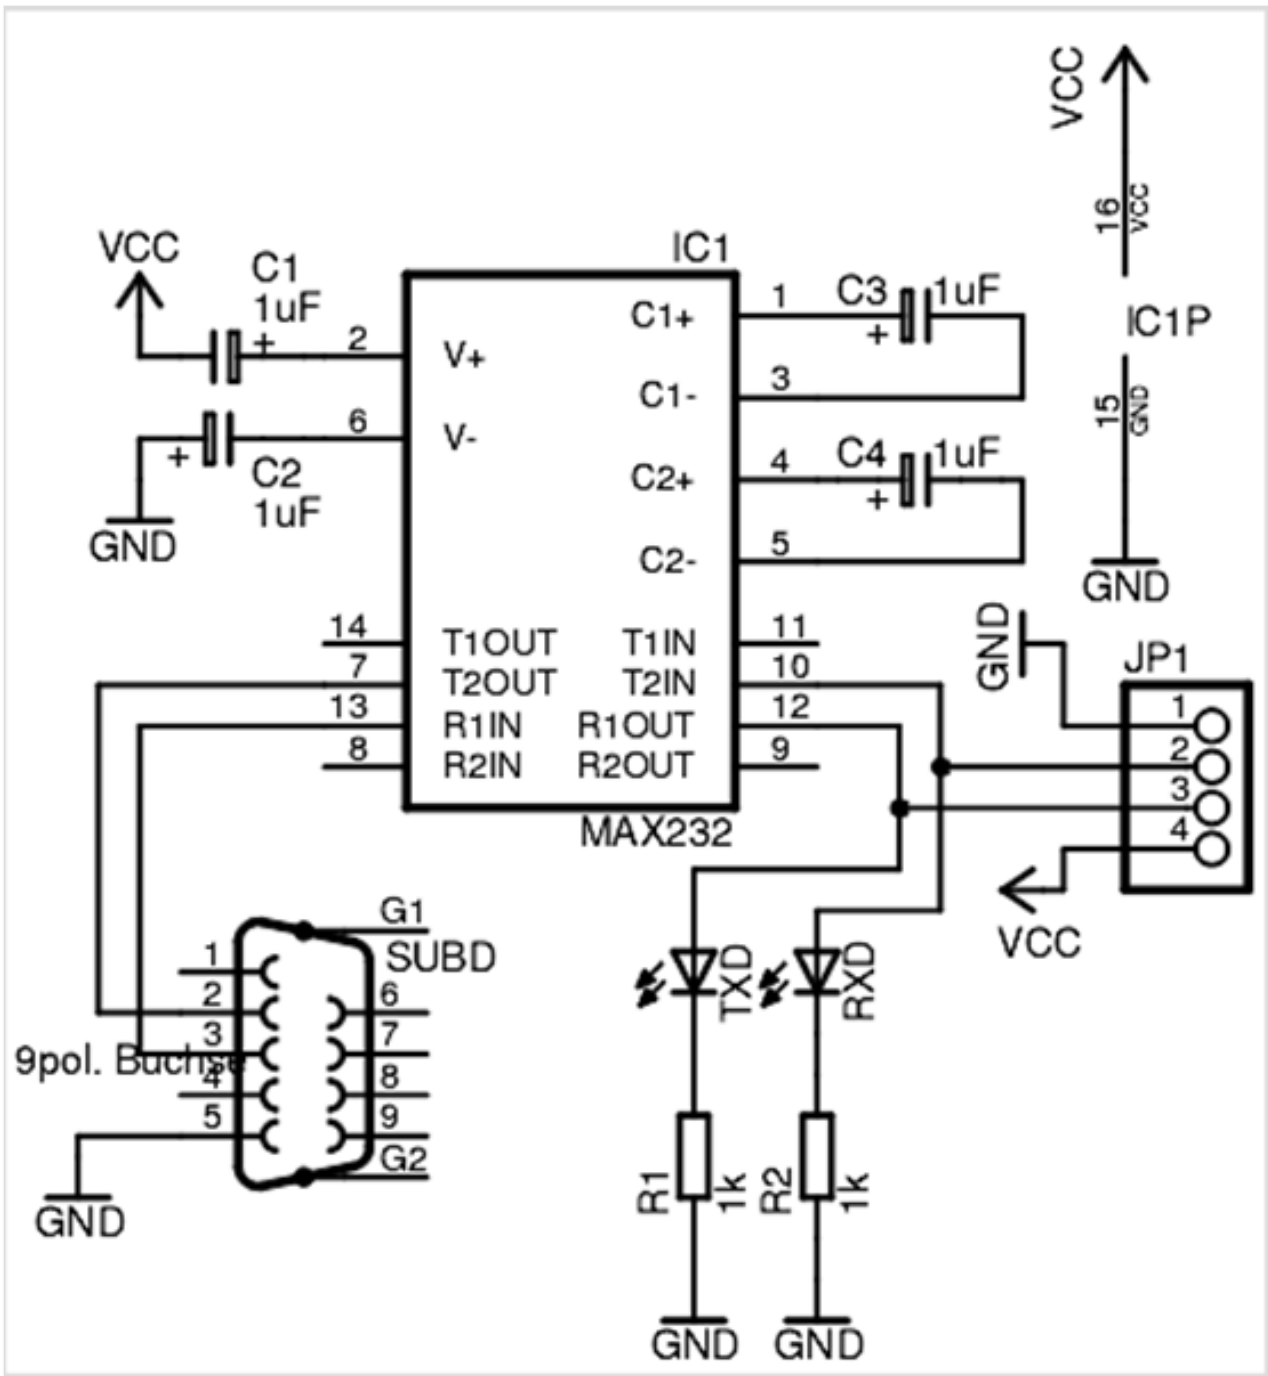 VCC
16
VCC
IC1P
15
GND
GND
VCC
C1
1uF
+
2
V+
6
V-
+
C2
1uF
GND
IC1
C1+
1
C3
1uF
+
C1-
3
C2+
4
C4
1uF
+
C2-
5
14
T1OUT
T1IN
11
7
T2OUT
T2IN
10
13
R1IN
R1OUT
12
8
R2IN
R2OUT
9
MAX232
GND
JP1
1
2
3
4
VCC
G1
SUBD
1
2
3
4
5
6
7
8
9
G2
9pol. Buchse
GND
TXD
RXD
R1
1k
R2
1k
GND
GND